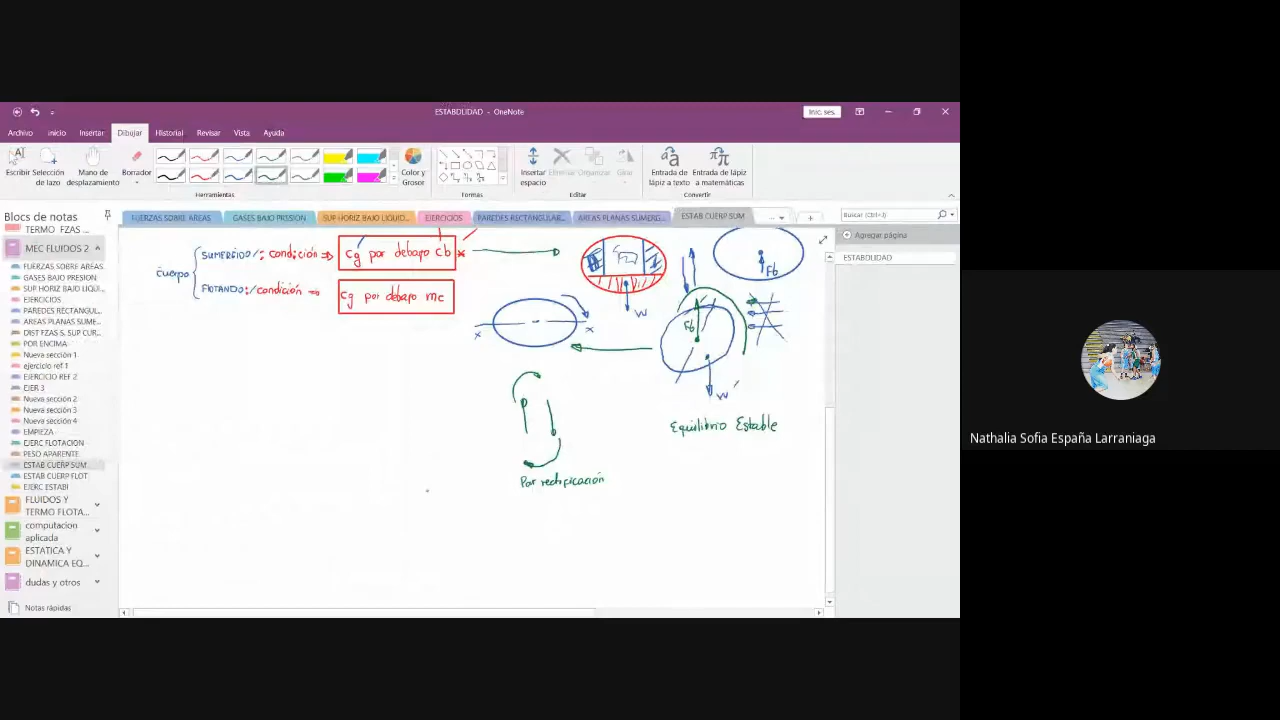 ESTABOLIDAD - OneNote
Inic. ses.
Archivo Inicio Insertar Dibujar Historial Revisar Vista Ayuda
Escribir Selección de lazo Mano de desplazamiento Borrador
Color y Grosor
Insertar espacio Eliminar Organizar Girar
Entrada de lápiz a texto Entrada de lápiz a matemáticas
Herramientas Formas Editar Convertir
Blocs de notas
FUERZAS SOBRE AREAS GASES BAJO PRESION SUP HORIZ BAJO LIQUID... EJERCICIOS PAREDES RECTANGULAR... AREAS PLANAS SUMERG... ESTAB CUERP SUM
Buscar (Ctrl+J)
Agregar página
ESTABOLIDAD
TERMO FZAS ...
MEC FLUIDOS 2
FUERZAS SOBRE AREAS
GASES BAJO PRESION
SUP HORIZ BAJO LIQUI...
EJERCICIOS
PAREDES RECTANGUL...
AREAS PLANAS SUME...
DIST FZAS S. SUP CUR...
POR ENCIMA
Nueva sección 1
ejercicio ref 1
EJERCICIO REF 2
EJER 3
Nueva sección 2
Nueva sección 3
Nueva sección 4
EMPIEZA
EJERC FLOTACION
PESO APARENTE
ESTAB CUERP SUM
ESTAB CUERP FLOT
EJERC ESTABI
FLUIDOS Y TERMO FLOTA...
computacion aplicada
ESTATICA Y DINAMICA EQ...
dudas y otros
Notas rápidas
Cuerpo
SUMERGIDO/: condición ⇒ cg por debajo cb *
FLOTANDO:/condición ⇒ cg por debajo mc
W
Fb
x x
Fb
W
Equilibrio Estable
Por rectificación
Nathalia Sofia España Larraniaga